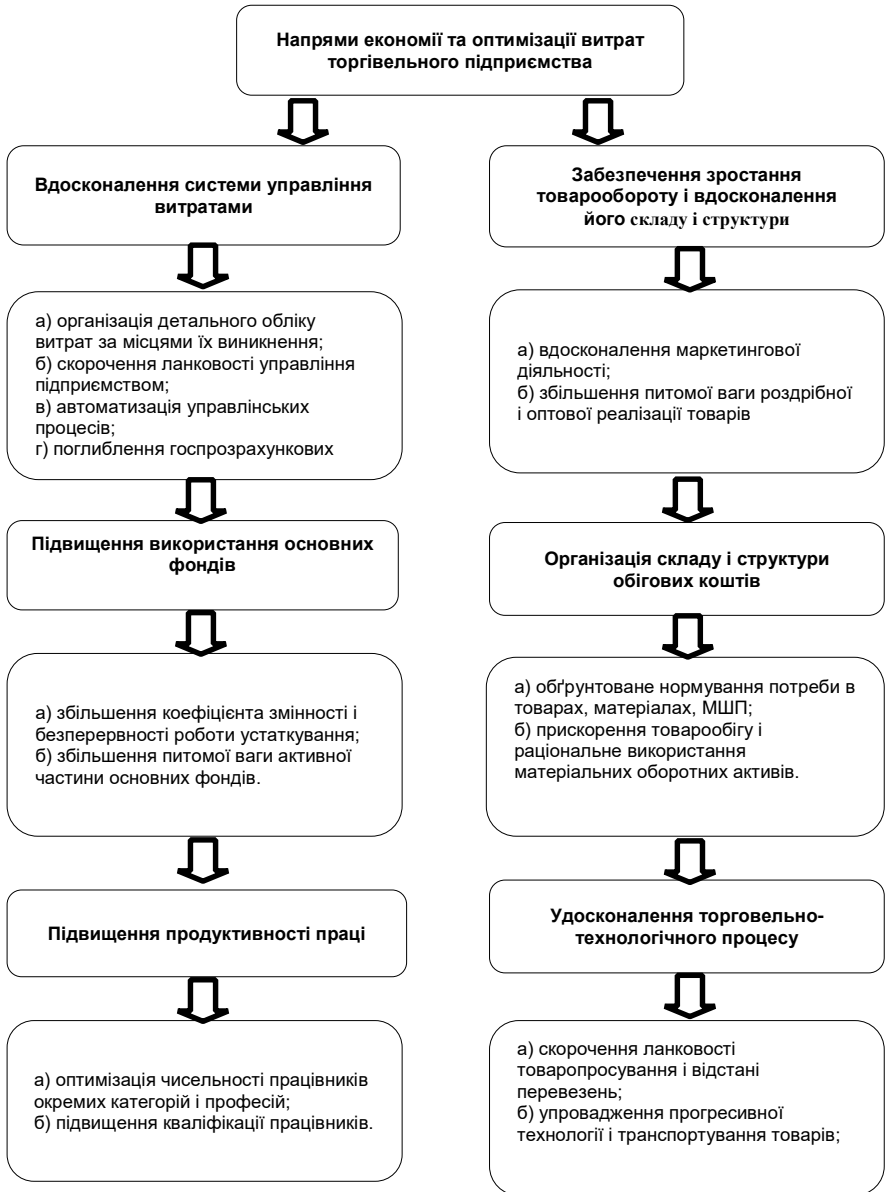 Напрями економії та оптимізації витрат
торгівельного підприємства
Вдосконалення системи управління
витратами
Забезпечення зростання
товарообороту і вдосконалення
його складу і структури
а) організація детального обліку
витрат за місцями їх виникнення;
б) скорочення ланковості управління
підприємством;
в) автоматизація управлінських
процесів;
г) поглиблення госпрозрахункових
а) вдосконалення маркетингової
діяльності;
б) збільшення питомої ваги роздрібної
і оптової реалізації товарів
Підвищення використання основних
фондів
Організація складу і структури
обігових коштів
а) збільшення коефіцієнта змінності і
безперервності роботи устаткування;
б) збільшення питомої ваги активної
частини основних фондів.
а) обґрунтоване нормування потреби в
товарах, матеріалах, МШП;
б) прискорення товарообігу і
раціональне використання
матеріальних оборотних активів.
Підвищення продуктивності праці
Удосконалення торговельно-
технологічного процесу
а) оптимізація чисельності працівників
окремих категорій і професій;
б) підвищення кваліфікації працівників.
а) скорочення ланковості
товаропросування і відстані
перевезень;
б) упровадження прогресивної
технології і транспортування товарів;